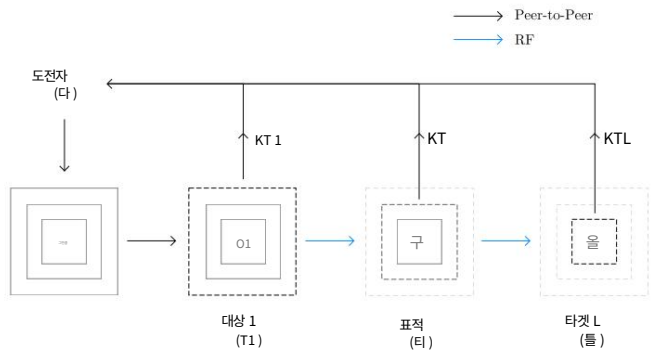 Peer-to-Peer
RF
도전자
(다 )
KT 1
KT
KTL
O1
구
올
대상 1
(T1 )
표적
(티 )
타겟 L
(틀 )